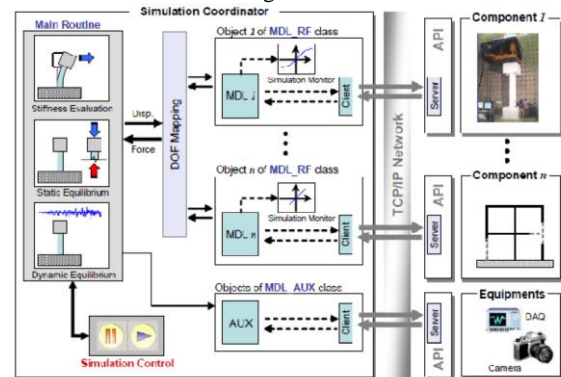 Simulation Coordinator
Main Routine
Stiffness Evaluation
Static Equilibrium
Dynamic Equilibrium
Simulation Control
Disp.
Force
DOF Mapping
Object 1 of MDL_RF class
Simulation Monitor
MDL 1
Client
Object n of MDL_RF class
Simulation Monitor
MDL n
Client
Objects of MDL_AUX class
AUX
Client
TCP/IP Network
API
Server
Component 1
API
Server
Component n
API
Server
Equipments
DAQ
Camera